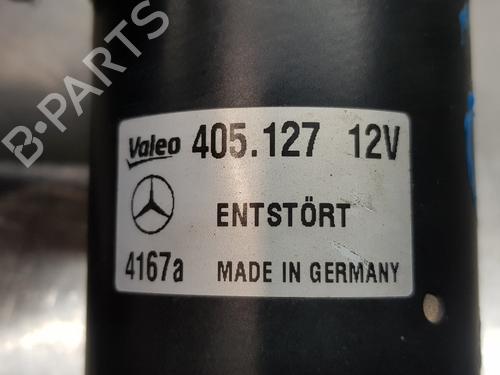 Valeo 405.127 12V
ENTSTÖRT
4167a MADE IN GERMANY
B-PARTS